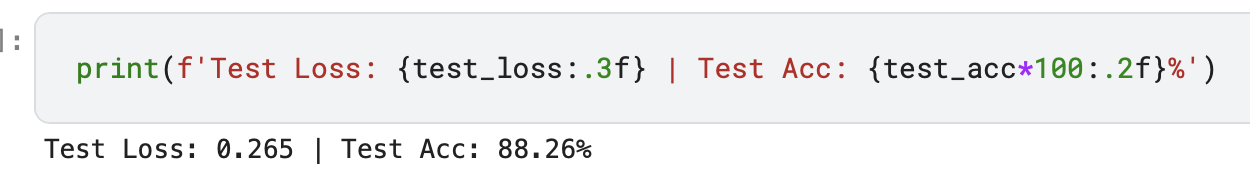 ]:
print(f'Test Loss: {test_loss:.3f} | Test Acc: {test_acc*100:.2f}%')
Test Loss: 0.265 | Test Acc: 88.26%